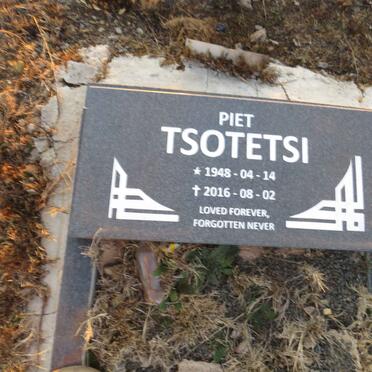 PIET
TSOTETSI
★ 1948 - 04 - 14
✝ 2016 - 08 - 02
LOVED FOREVER,
FORGOTTEN NEVER